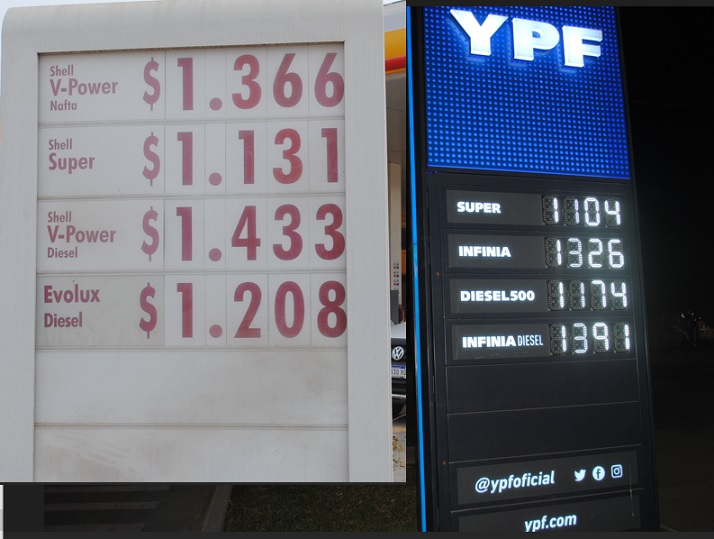 Shell
V-Power
Nafta
$ 1.366
Shell
Super
$ 1.131
Shell
V-Power
Diesel
$ 1.433
Evolux
Diesel
$ 1.208
YPF
SUPER 1104
INFINIA 1326
DIESEL500 1174
INFINIA DIESEL 1391
@ypfoficial
ypf.com